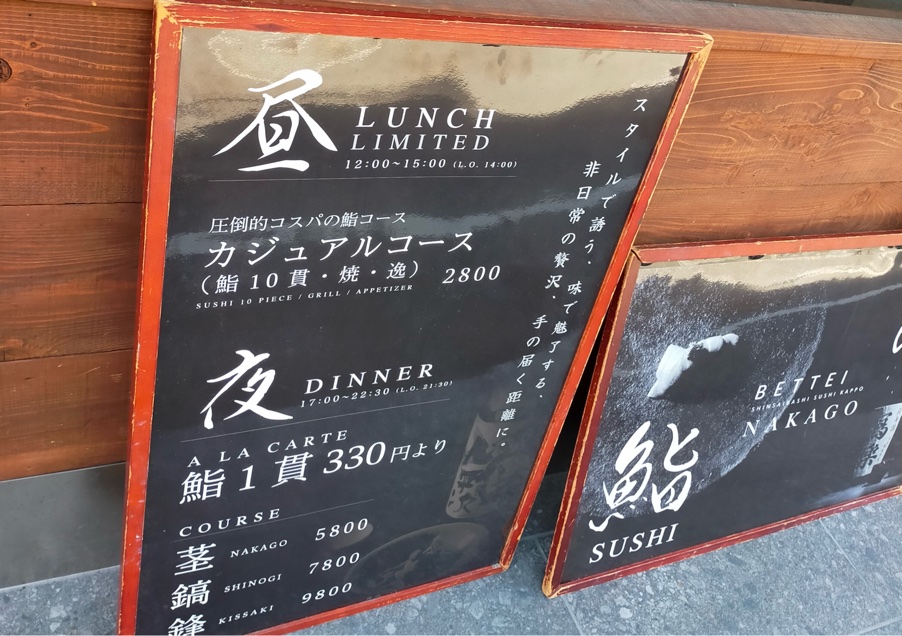 昼
LUNCH
LIMITED
12:00~15:00 (L.O. 14:00)
圧倒的コスパの鮨コース
カジュアルコース
(鮨10貫・焼・逸) 2800
SUSHI 10 PIECE / GRILL / APPETIZER
夜
DINNER
17:00~22:30 (L.O. 21:30)
A LA CARTE
鮨1貫330円より
COURSE
茎 NAKAGO 5800
鎬 SHINOGI 7800
鋒 KISSAKI 9800
スタイルで誘う、味で魅了する、
非日常の贅沢、手の届く距離に。
鮨
SUSHI
BETTEI
SHINSAIBASHI SUSHI KAPPO
NAKAGO